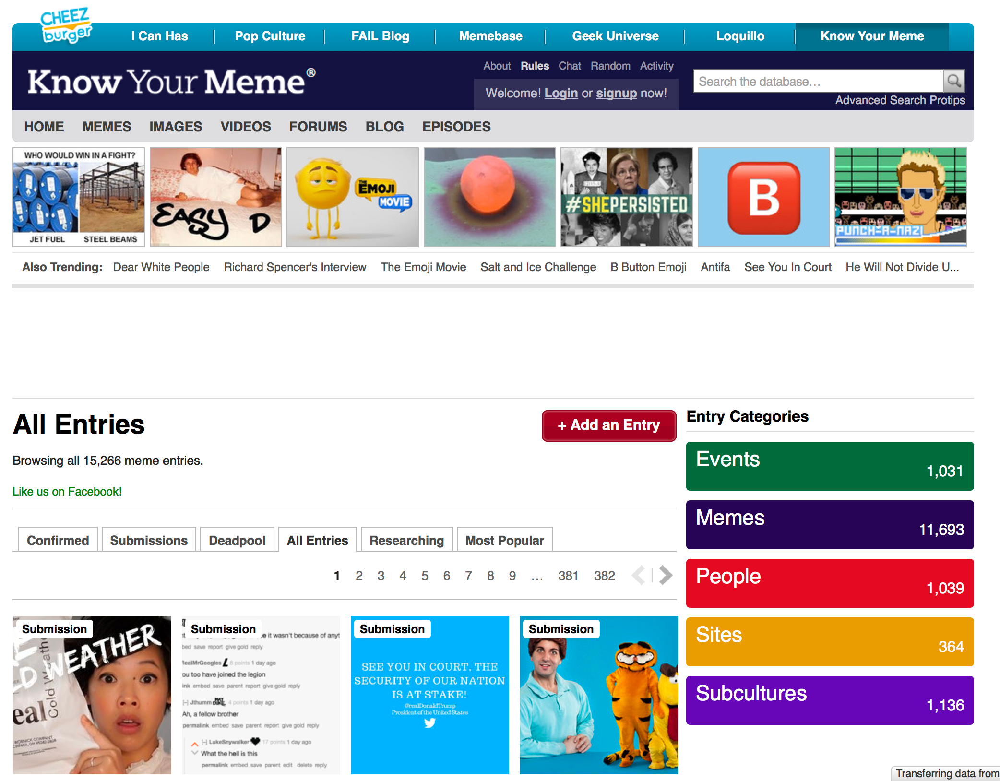 CHEEZ
burger
I Can Has
Pop Culture
FAIL Blog
Memebase
Geek Universe
Loquillo
Know Your Meme
Know Your Meme®
About Rules Chat Random Activity
Welcome! Login or signup now!
Search the database...
Advanced Search Protips
HOME MEMES IMAGES VIDEOS FORUMS BLOG EPISODES
WHO WOULD WIN IN A FIGHT?
JET FUEL STEEL BEAMS
EASY D
THE
EMOJI
MOVIE
#SHEPERSISTED
B
PUNCH-A-NAZI
Also Trending: Dear White People Richard Spencer's Interview The Emoji Movie Salt and Ice Challenge B Button Emoji Antifa See You In Court He Will Not Divide U...
All Entries
+ Add an Entry
Browsing all 15,266 meme entries.
Like us on Facebook!
Confirmed Submissions Deadpool All Entries Researching Most Popular
1 2 3 4 5 6 7 8 9 ... 381 382
Submission
WEATHER
Cold Weathe
eal
Submission
e it wasn't because of anyt
bed save report give gold reply
RealMrGoogles 8 points 1 day ago
ou too have joined the legion
link embed save parent report give gold reply
[-] Jthumm 4 points 1 day ago
Ah, a fellow brother
permalink embed save parent report give gold reply
[-] LukeSnywalker 17 points 1 day ago
What the hell is this
permalink embed save parent edit delete reply
Submission
SEE YOU IN COURT, THE
SECURITY OF OUR NATION
IS AT STAKE!
@realDonaldTrump
President of the United States
Submission
Entry Categories
Events
1,031
Memes
11,693
People
1,039
Sites
364
Subcultures
1,136
Transferring data from